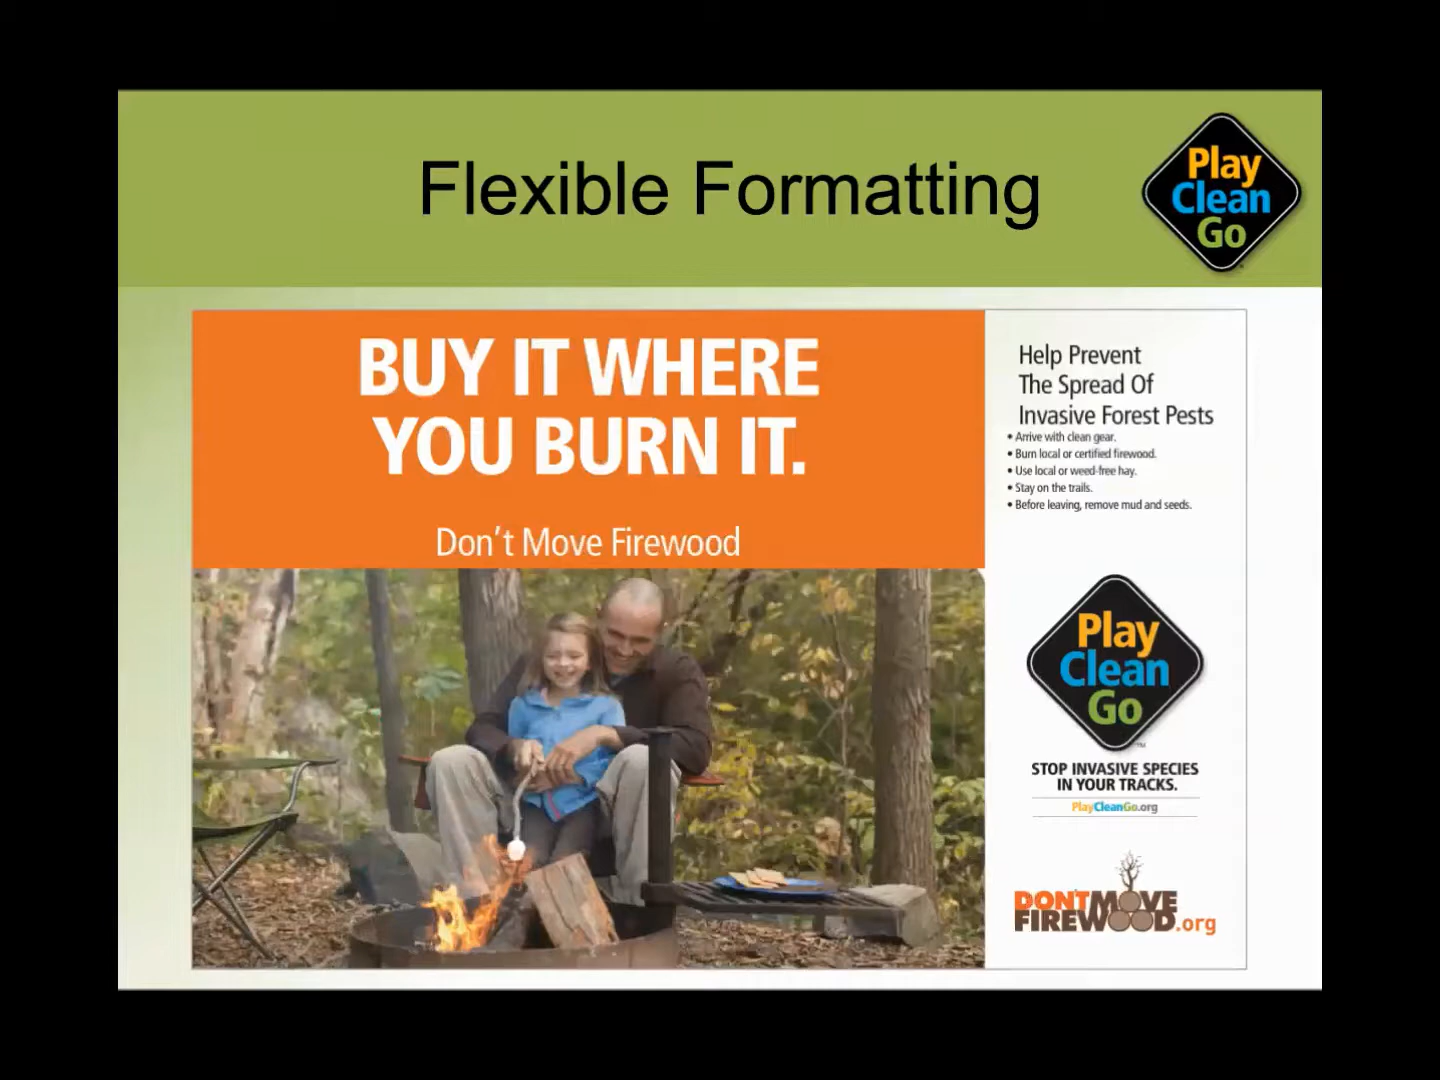 Flexible Formatting
Play
Clean
Go
BUY IT WHERE
YOU BURN IT.
Don't Move Firewood
Help Prevent
The Spread Of
Invasive Forest Pests
• Arrive with clean gear.
• Burn local or certified firewood.
• Use local or weed-free hay.
• Stay on the trails.
• Before leaving, remove mud and seeds.
Play
Clean
Go
TM
STOP INVASIVE SPECIES
IN YOUR TRACKS.
PlayCleanGo.org
DONTMOVE
FIREWOOD.org